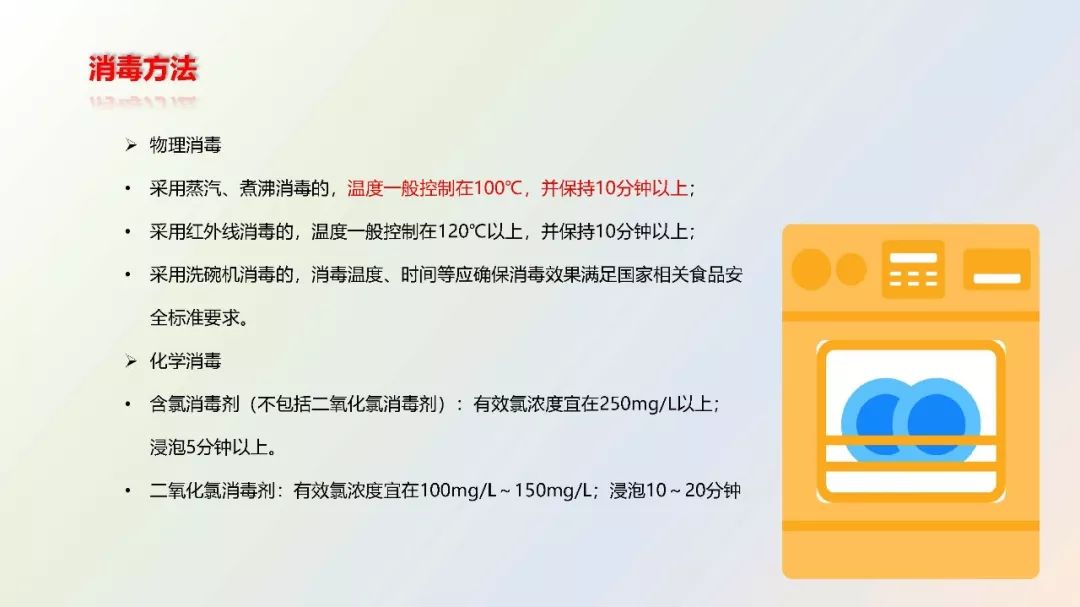 消毒方法
➢ 物理消毒
• 采用蒸汽、煮沸消毒的，温度一般控制在100℃，并保持10分钟以上；
• 采用红外线消毒的，温度一般控制在120℃以上，并保持10分钟以上；
• 采用洗碗机消毒的，消毒温度、时间等应确保消毒效果满足国家相关食品安
全标准要求。
➢ 化学消毒
• 含氯消毒剂（不包括二氧化氯消毒剂）：有效氯浓度宜在250mg/L以上；
浸泡5分钟以上。
• 二氧化氯消毒剂：有效氯浓度宜在100mg/L～150mg/L；浸泡10～20分钟